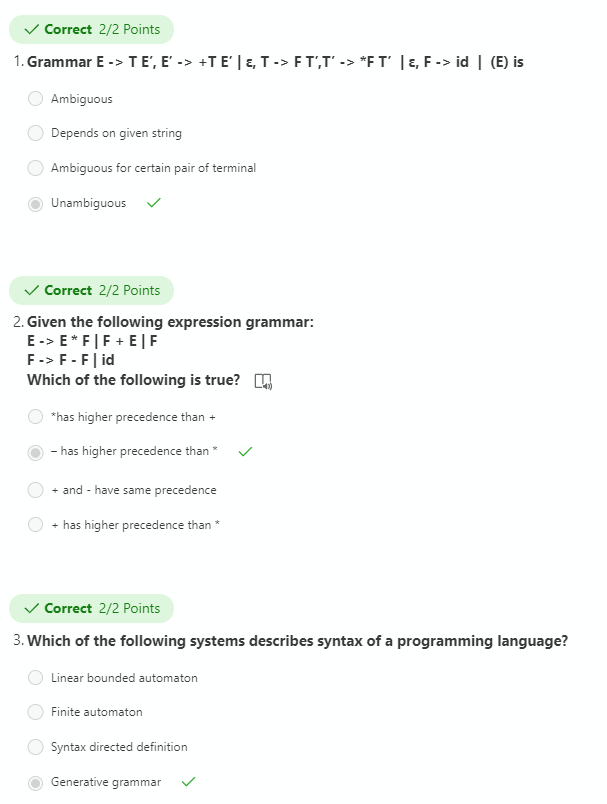 Correct 2/2 Points
1. Grammar E -> T E′, E′ -> +T E′ | ε, T -> F T′,T′ -> *F T′ | ε, F -> id | (E) is
Ambiguous
Depends on given string
Ambiguous for certain pair of terminal
Unambiguous
Correct 2/2 Points
2. Given the following expression grammar:
E -> E * F | F + E | F
F -> F - F | id
Which of the following is true?
*has higher precedence than +
– has higher precedence than *
+ and - have same precedence
+ has higher precedence than *
Correct 2/2 Points
3. Which of the following systems describes syntax of a programming language?
Linear bounded automaton
Finite automaton
Syntax directed definition
Generative grammar